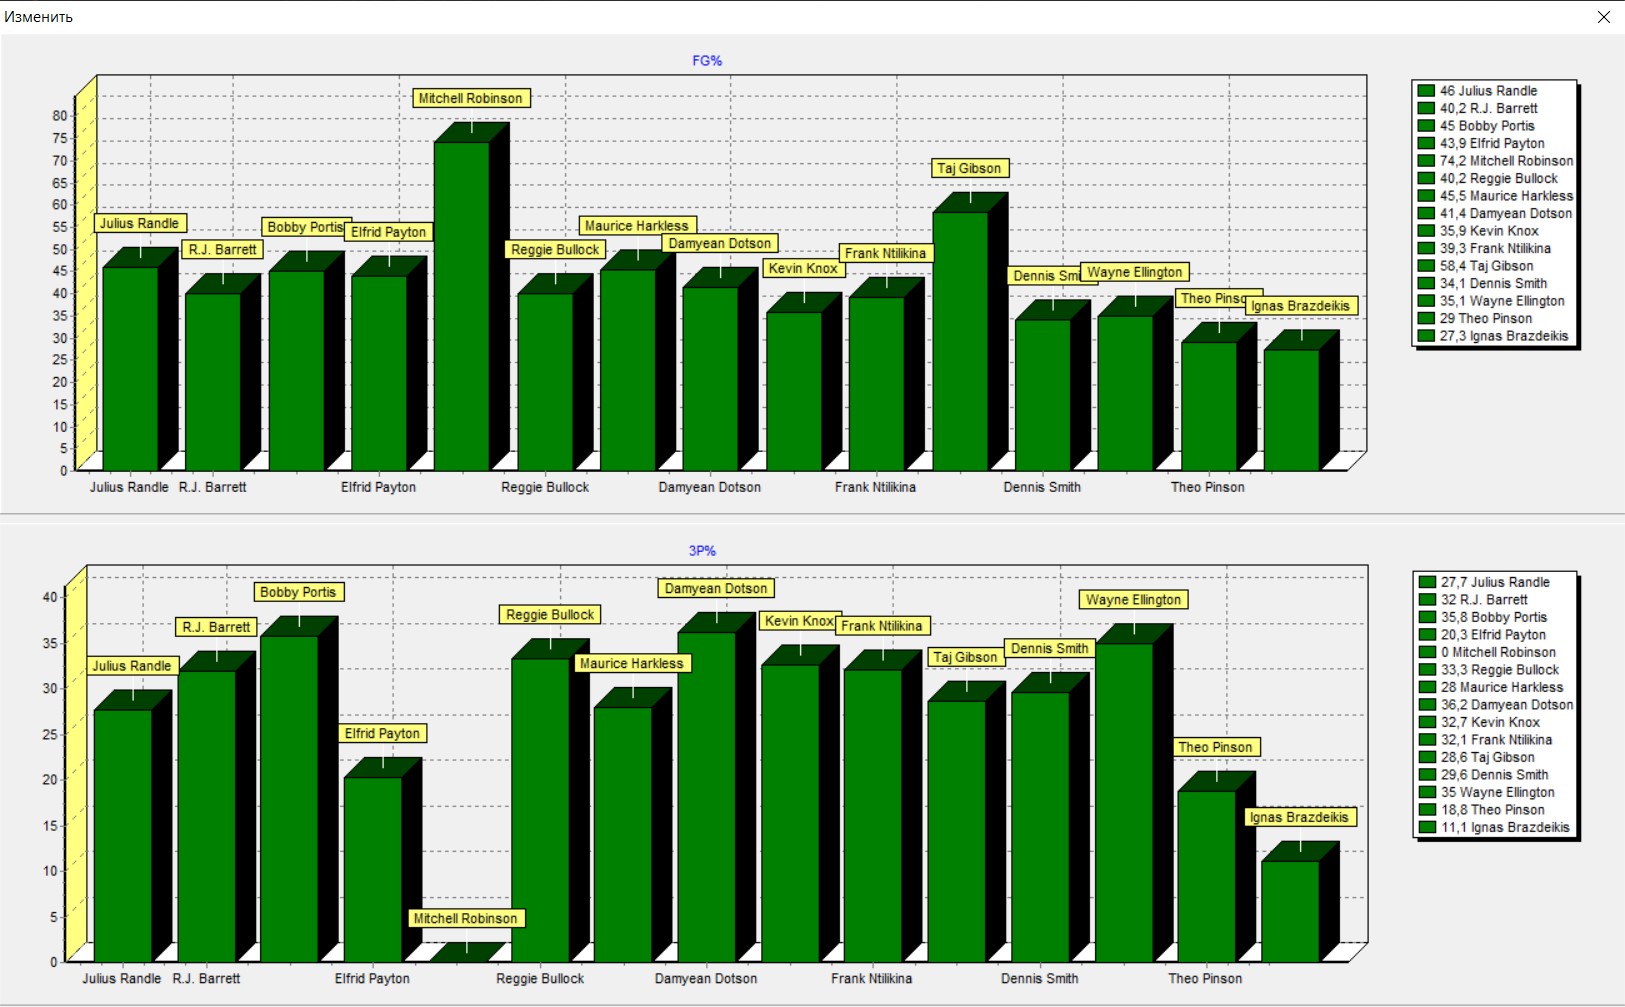 Изменить
FG%
80
75
70
65
60
55
50
45
40
35
30
25
20
15
10
5
0
Mitchell Robinson
Taj Gibson
Julius Randle
R.J. Barrett
Bobby Portis
Elfrid Payton
Reggie Bullock
Maurice Harkless
Damyean Dotson
Kevin Knox
Frank Ntilikina
Dennis Smi
Wayne Ellington
Theo Pinso
Ignas Brazdeikis
Julius Randle R.J. Barrett Elfrid Payton Reggie Bullock Damyean Dotson Frank Ntilikina Dennis Smith Theo Pinson
46 Julius Randle
40,2 R.J. Barrett
45 Bobby Portis
43,9 Elfrid Payton
74,2 Mitchell Robinson
40,2 Reggie Bullock
45,5 Maurice Harkless
41,4 Damyean Dotson
35,9 Kevin Knox
39,3 Frank Ntilikina
58,4 Taj Gibson
34,1 Dennis Smith
35,1 Wayne Ellington
29 Theo Pinson
27,3 Ignas Brazdeikis
3P%
40
35
30
25
20
15
10
5
0
Julius Randle
R.J. Barrett
Bobby Portis
Elfrid Payton
Mitchell Robinson
Reggie Bullock
Maurice Harkless
Damyean Dotson
Kevin Knox
Frank Ntilikina
Taj Gibson
Dennis Smith
Wayne Ellington
Theo Pinson
Ignas Brazdeikis
Julius Randle R.J. Barrett Elfrid Payton Reggie Bullock Damyean Dotson Frank Ntilikina Dennis Smith Theo Pinson
27,7 Julius Randle
32 R.J. Barrett
35,8 Bobby Portis
20,3 Elfrid Payton
0 Mitchell Robinson
33,3 Reggie Bullock
28 Maurice Harkless
36,2 Damyean Dotson
32,7 Kevin Knox
32,1 Frank Ntilikina
28,6 Taj Gibson
29,6 Dennis Smith
35 Wayne Ellington
18,8 Theo Pinson
11,1 Ignas Brazdeikis